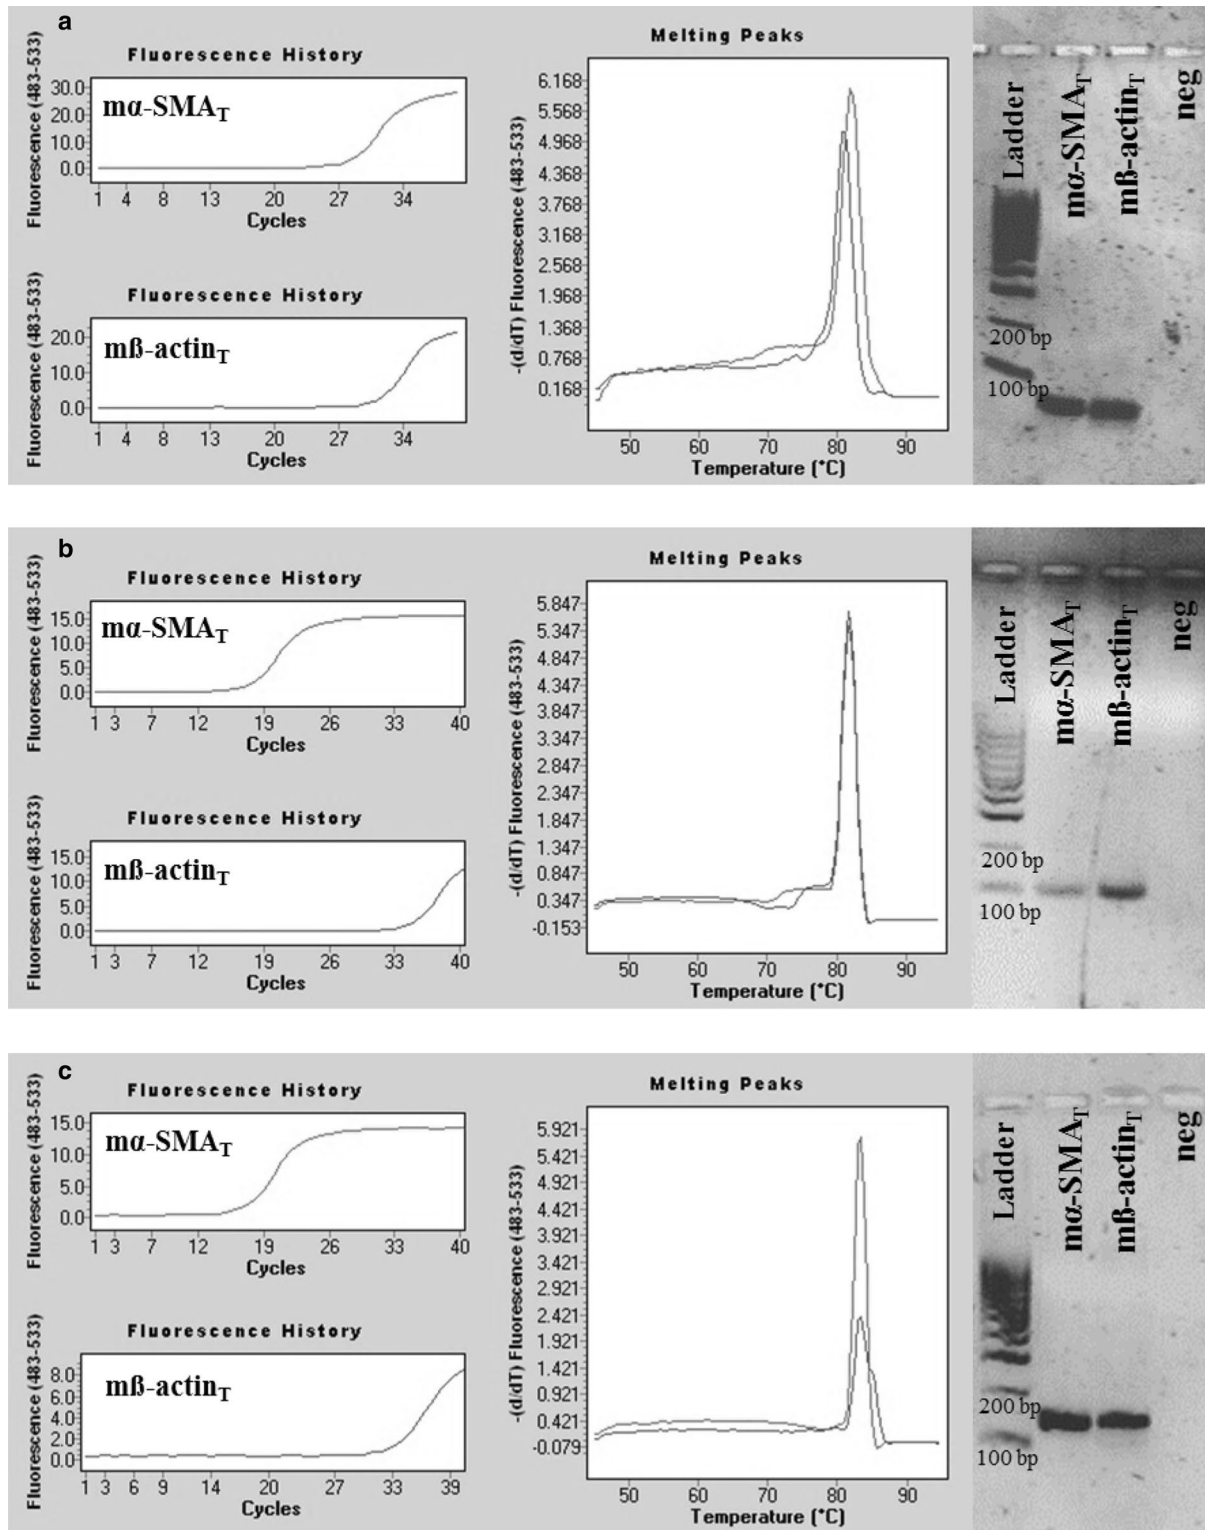 a
Fluorescence History
Fluorescence (483-533)
30.0
20.0
10.0
0.0
mα-SMAT
1 4 8 13 20 27 34
Cycles
Fluorescence History
Fluorescence (483-533)
20.0
10.0
0.0
mß-actinT
1 4 8 13 20 27 34
Cycles
Melting Peaks
-(d/dT) Fluorescence (483-533)
6.168
5.568
4.968
4.368
3.768
3.168
2.568
1.968
1.368
0.768
0.168
50 60 70 80 90
Temperature (°C)
Ladder
mα-SMAT
mß-actinT
neg
200 bp
100 bp
b
Fluorescence History
Fluorescence (483-533)
15.0
10.0
5.0
0.0
mα-SMAT
1 3 7 12 19 26 33 40
Cycles
Fluorescence History
Fluorescence (483-533)
15.0
10.0
5.0
0.0
mß-actinT
1 3 7 12 19 26 33 40
Cycles
Melting Peaks
-(d/dT) Fluorescence (483-533)
5.847
5.347
4.847
4.347
3.847
3.347
2.847
2.347
1.847
1.347
0.847
0.347
-0.153
50 60 70 80 90
Temperature (°C)
Ladder
mα-SMAT
mß-actinT
neg
200 bp
100 bp
c
Fluorescence History
Fluorescence (483-533)
15.0
10.0
5.0
0.0
mα-SMAT
1 3 7 12 19 26 33 40
Cycles
Fluorescence History
Fluorescence (483-533)
8.0
6.0
4.0
2.0
0.0
mß-actinT
1 3 6 9 14 20 27 33 39
Cycles
Melting Peaks
-(d/dT) Fluorescence (483-533)
5.921
5.421
4.921
4.421
3.921
3.421
2.921
2.421
1.921
1.421
0.921
0.421
-0.079
50 60 70 80 90
Temperature (°C)
Ladder
mα-SMAT
mß-actinT
neg
200 bp
100 bp